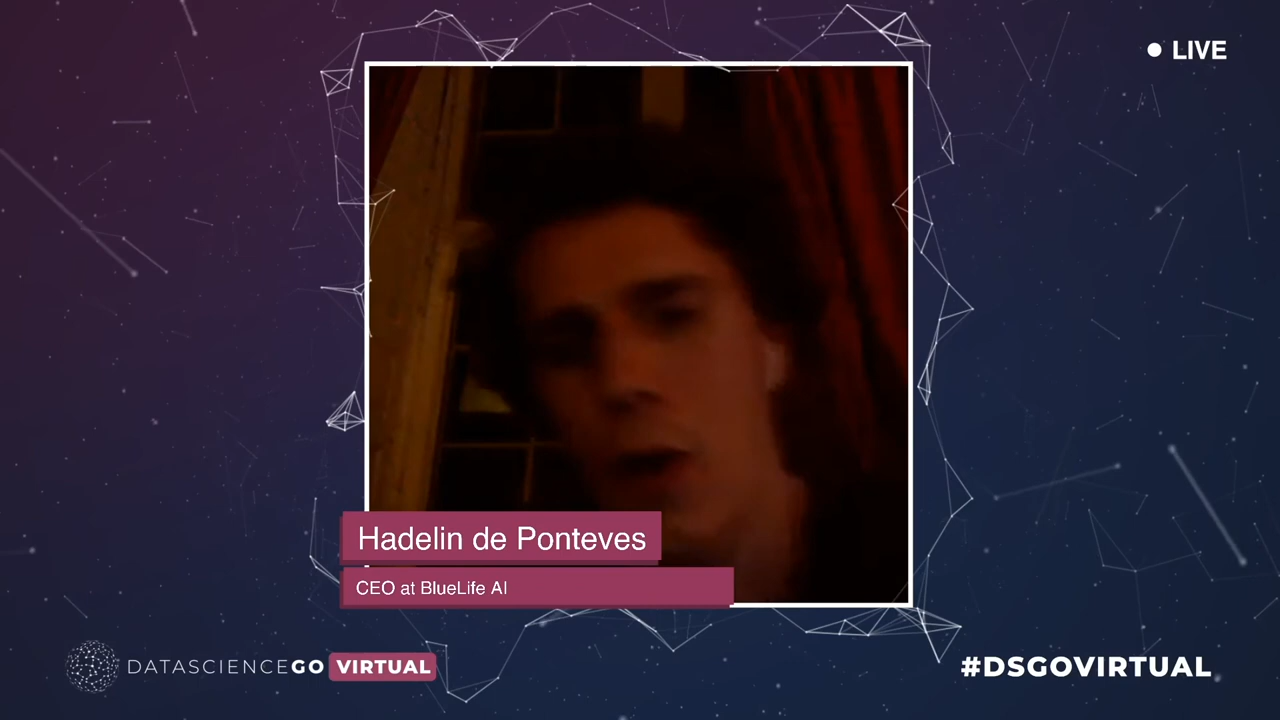 LIVE
Hadelin de Ponteves
CEO at BlueLife AI
DATASCIENCEGO VIRTUAL
#DSGOVIRTUAL